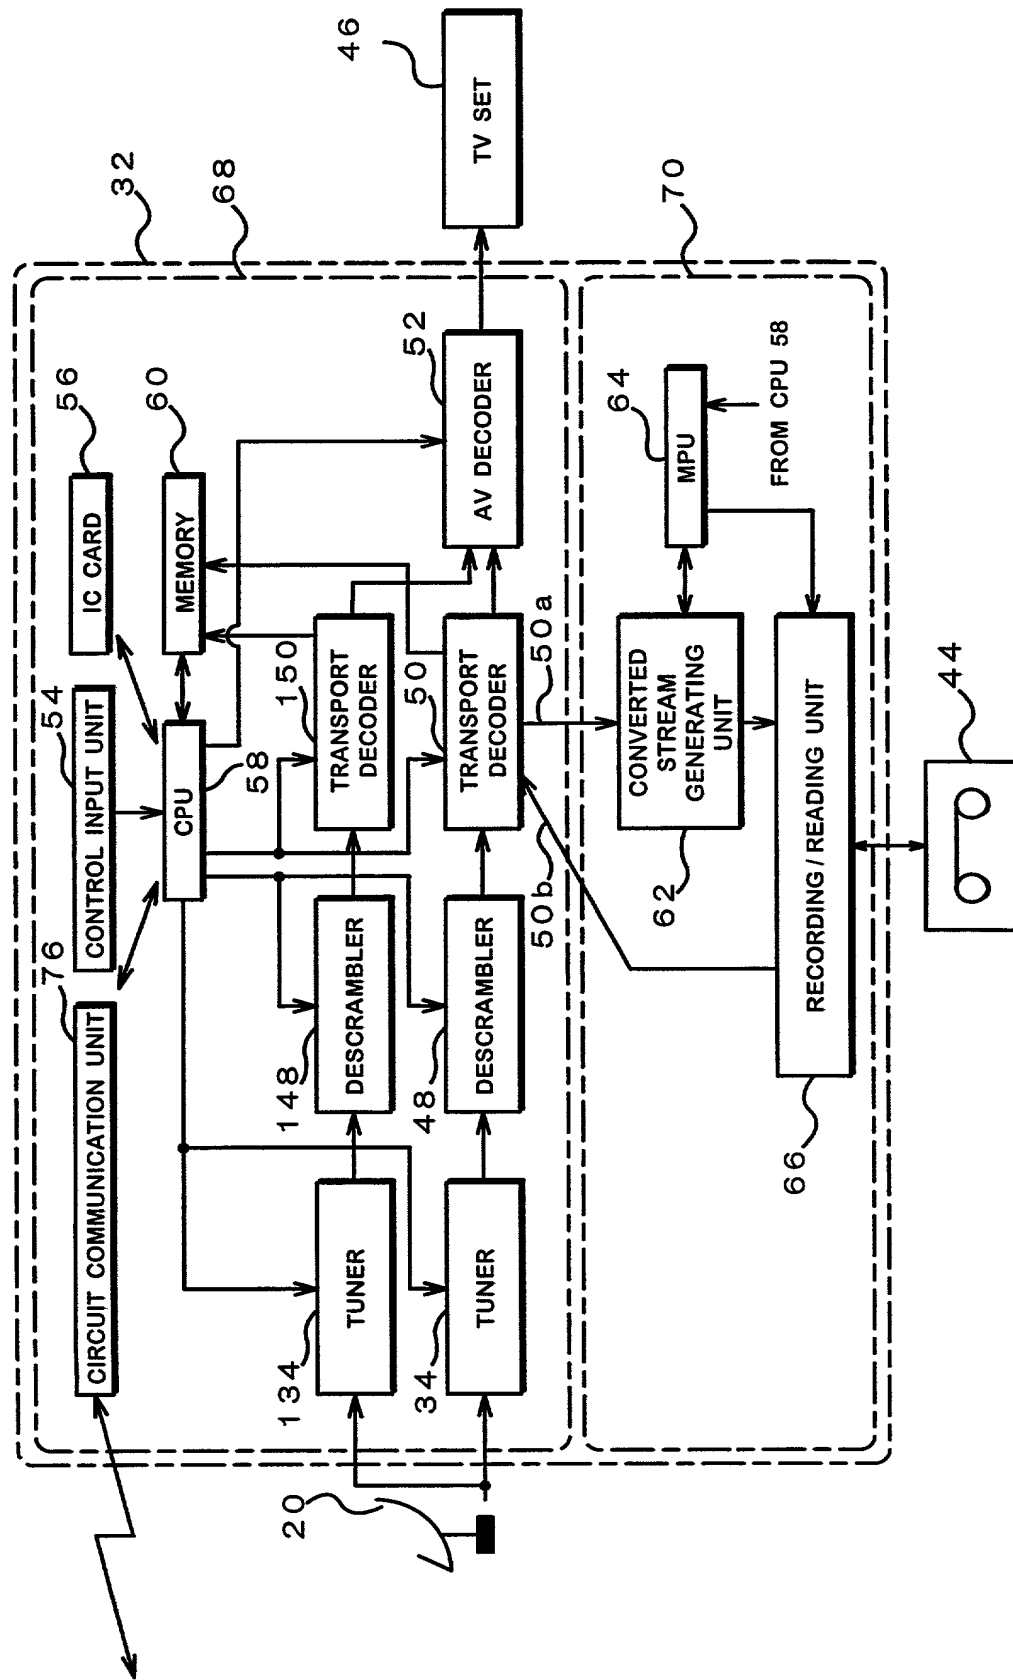 32
68
46
TV SET
76
CIRCUIT COMMUNICATION UNIT
54
CONTROL INPUT UNIT
56
IC CARD
58
CPU
60
MEMORY
20
134
TUNER
148
DESCRAMBLER
150
TRANSPORT
DECODER
52
AV DECODER
34
TUNER
48
DESCRAMBLER
50
TRANSPORT
DECODER
50b
50a
70
62
CONVERTED
STREAM
GENERATING
UNIT
64
MPU
FROM CPU 58
66
RECORDING/READING UNIT
44